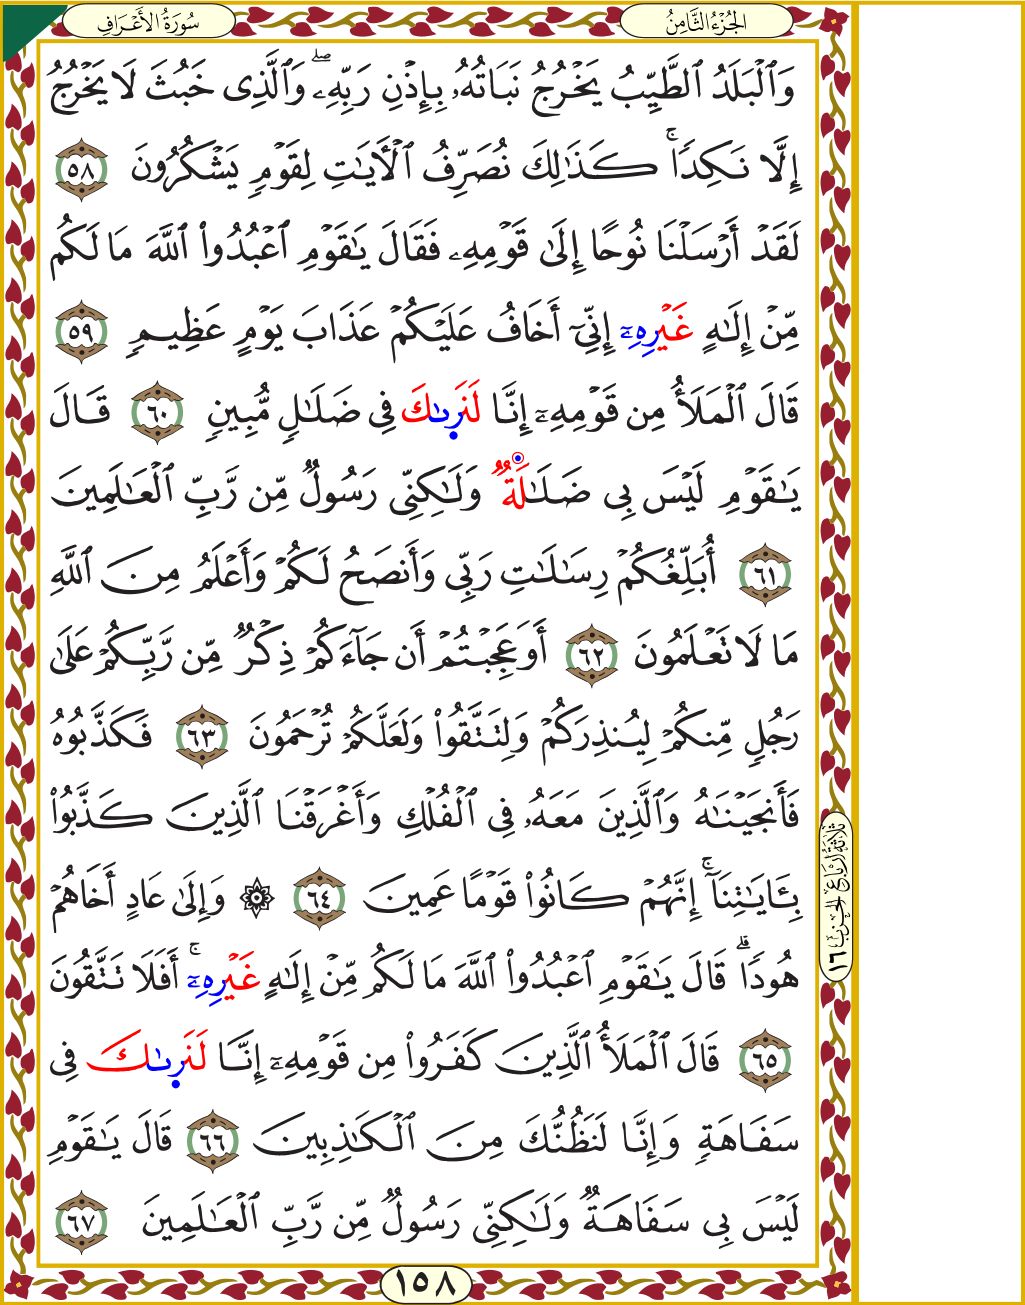 الجُزْءُ الثَّامِنُ
سُورَةُ الأَعْرَافِ
وَٱلْبَلَدُ ٱلطَّيِّبُ يَخْرُجُ نَبَاتُهُۥ بِإِذْنِ رَبِّهِۦۖ وَٱلَّذِى خَبُثَ لَا يَخْرُجُ
إِلَّا نَكِدًاۚ كَذَٰلِكَ نُصَرِّفُ ٱلْأَيَٰتِ لِقَوْمٍ يَشْكُرُونَ ٥٨
لَقَدْ أَرْسَلْنَا نُوحًا إِلَىٰ قَوْمِهِۦ فَقَالَ يَٰقَوْمِ ٱعْبُدُوا۟ ٱللَّهَ مَا لَكُم
مِّنْ إِلَٰهٍ غَيْرِهِۦٓ إِنِّىٓ أَخَافُ عَلَيْكُمْ عَذَابَ يَوْمٍ عَظِيمٍ ٥٩
قَالَ ٱلْمَلَأُ مِن قَوْمِهِۦٓ إِنَّا لَنَرىٰكَ فِى ضَلَٰلٍ مُّبِينٍ ٦٠ قَالَ
يَٰقَوْمِ لَيْسَ بِى ضَلَٰلَةٌ وَلَٰكِنِّى رَسُولٌ مِّن رَّبِّ ٱلْعَٰلَمِينَ
٦١ أُبَلِّغُكُمْ رِسَٰلَٰتِ رَبِّى وَأَنصَحُ لَكُمْ وَأَعْلَمُ مِنَ ٱللَّهِ
مَا لَا تَعْلَمُونَ ٦٢ أَوَعَجِبْتُمْ أَن جَآءَكُمْ ذِكْرٌ مِّن رَّبِّكُمْ عَلَىٰ
رَجُلٍ مِّنكُمْ لِيُنذِرَكُمْ وَلِتَتَّقُوا۟ وَلَعَلَّكُمْ تُرْحَمُونَ ٦٣ فَكَذَّبُوهُ
فَأَنجَيْنَٰهُ وَٱلَّذِينَ مَعَهُۥ فِى ٱلْفُلْكِ وَأَغْرَقْنَا ٱلَّذِينَ كَذَّبُوا۟
بِـَٔايَٰتِنَآۚ إِنَّهُمْ كَانُوا۟ قَوْمًا عَمِينَ ٦٤ ۞ وَإِلَىٰ عَادٍ أَخَاهُمْ
هُودًاۗ قَالَ يَٰقَوْمِ ٱعْبُدُوا۟ ٱللَّهَ مَا لَكُم مِّنْ إِلَٰهٍ غَيْرِهِۦٓۚ أَفَلَا تَتَّقُونَ
٦٥ قَالَ ٱلْمَلَأُ ٱلَّذِينَ كَفَرُوا۟ مِن قَوْمِهِۦٓ إِنَّا لَنَرىٰكَ فِى
سَفَاهَةٍ وَإِنَّا لَنَظُنُّكَ مِنَ ٱلْكَٰذِبِينَ ٦٦ قَالَ يَٰقَوْمِ
لَيْسَ بِى سَفَاهَةٌ وَلَٰكِنِّى رَسُولٌ مِّن رَّبِّ ٱلْعَٰلَمِينَ ٦٧
ثلاثة أرباع الحزب ١٦
١٥٨